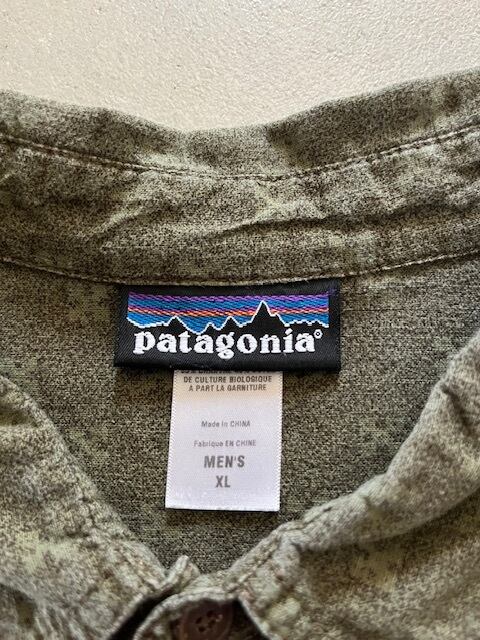 patagonia®
DE CULTURE BIOLOGIQUE
A PART LA GARNITURE
Made in CHINA
Fabriqué EN CHINE
MEN'S
XL